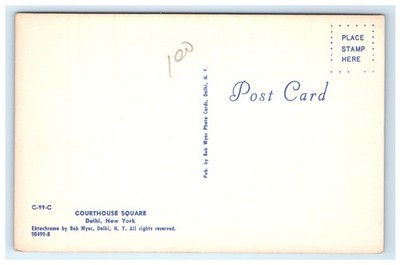 100
PLACE
STAMP
HERE
Post Card
Pub. by Bob Wyer Photo Cards, Delhi, N. Y.
C-99-C
COURTHOUSE SQUARE
Delhi, New York
Ektachrome by Bob Wyer, Delhi, N. Y. All rights reserved.
90499-B